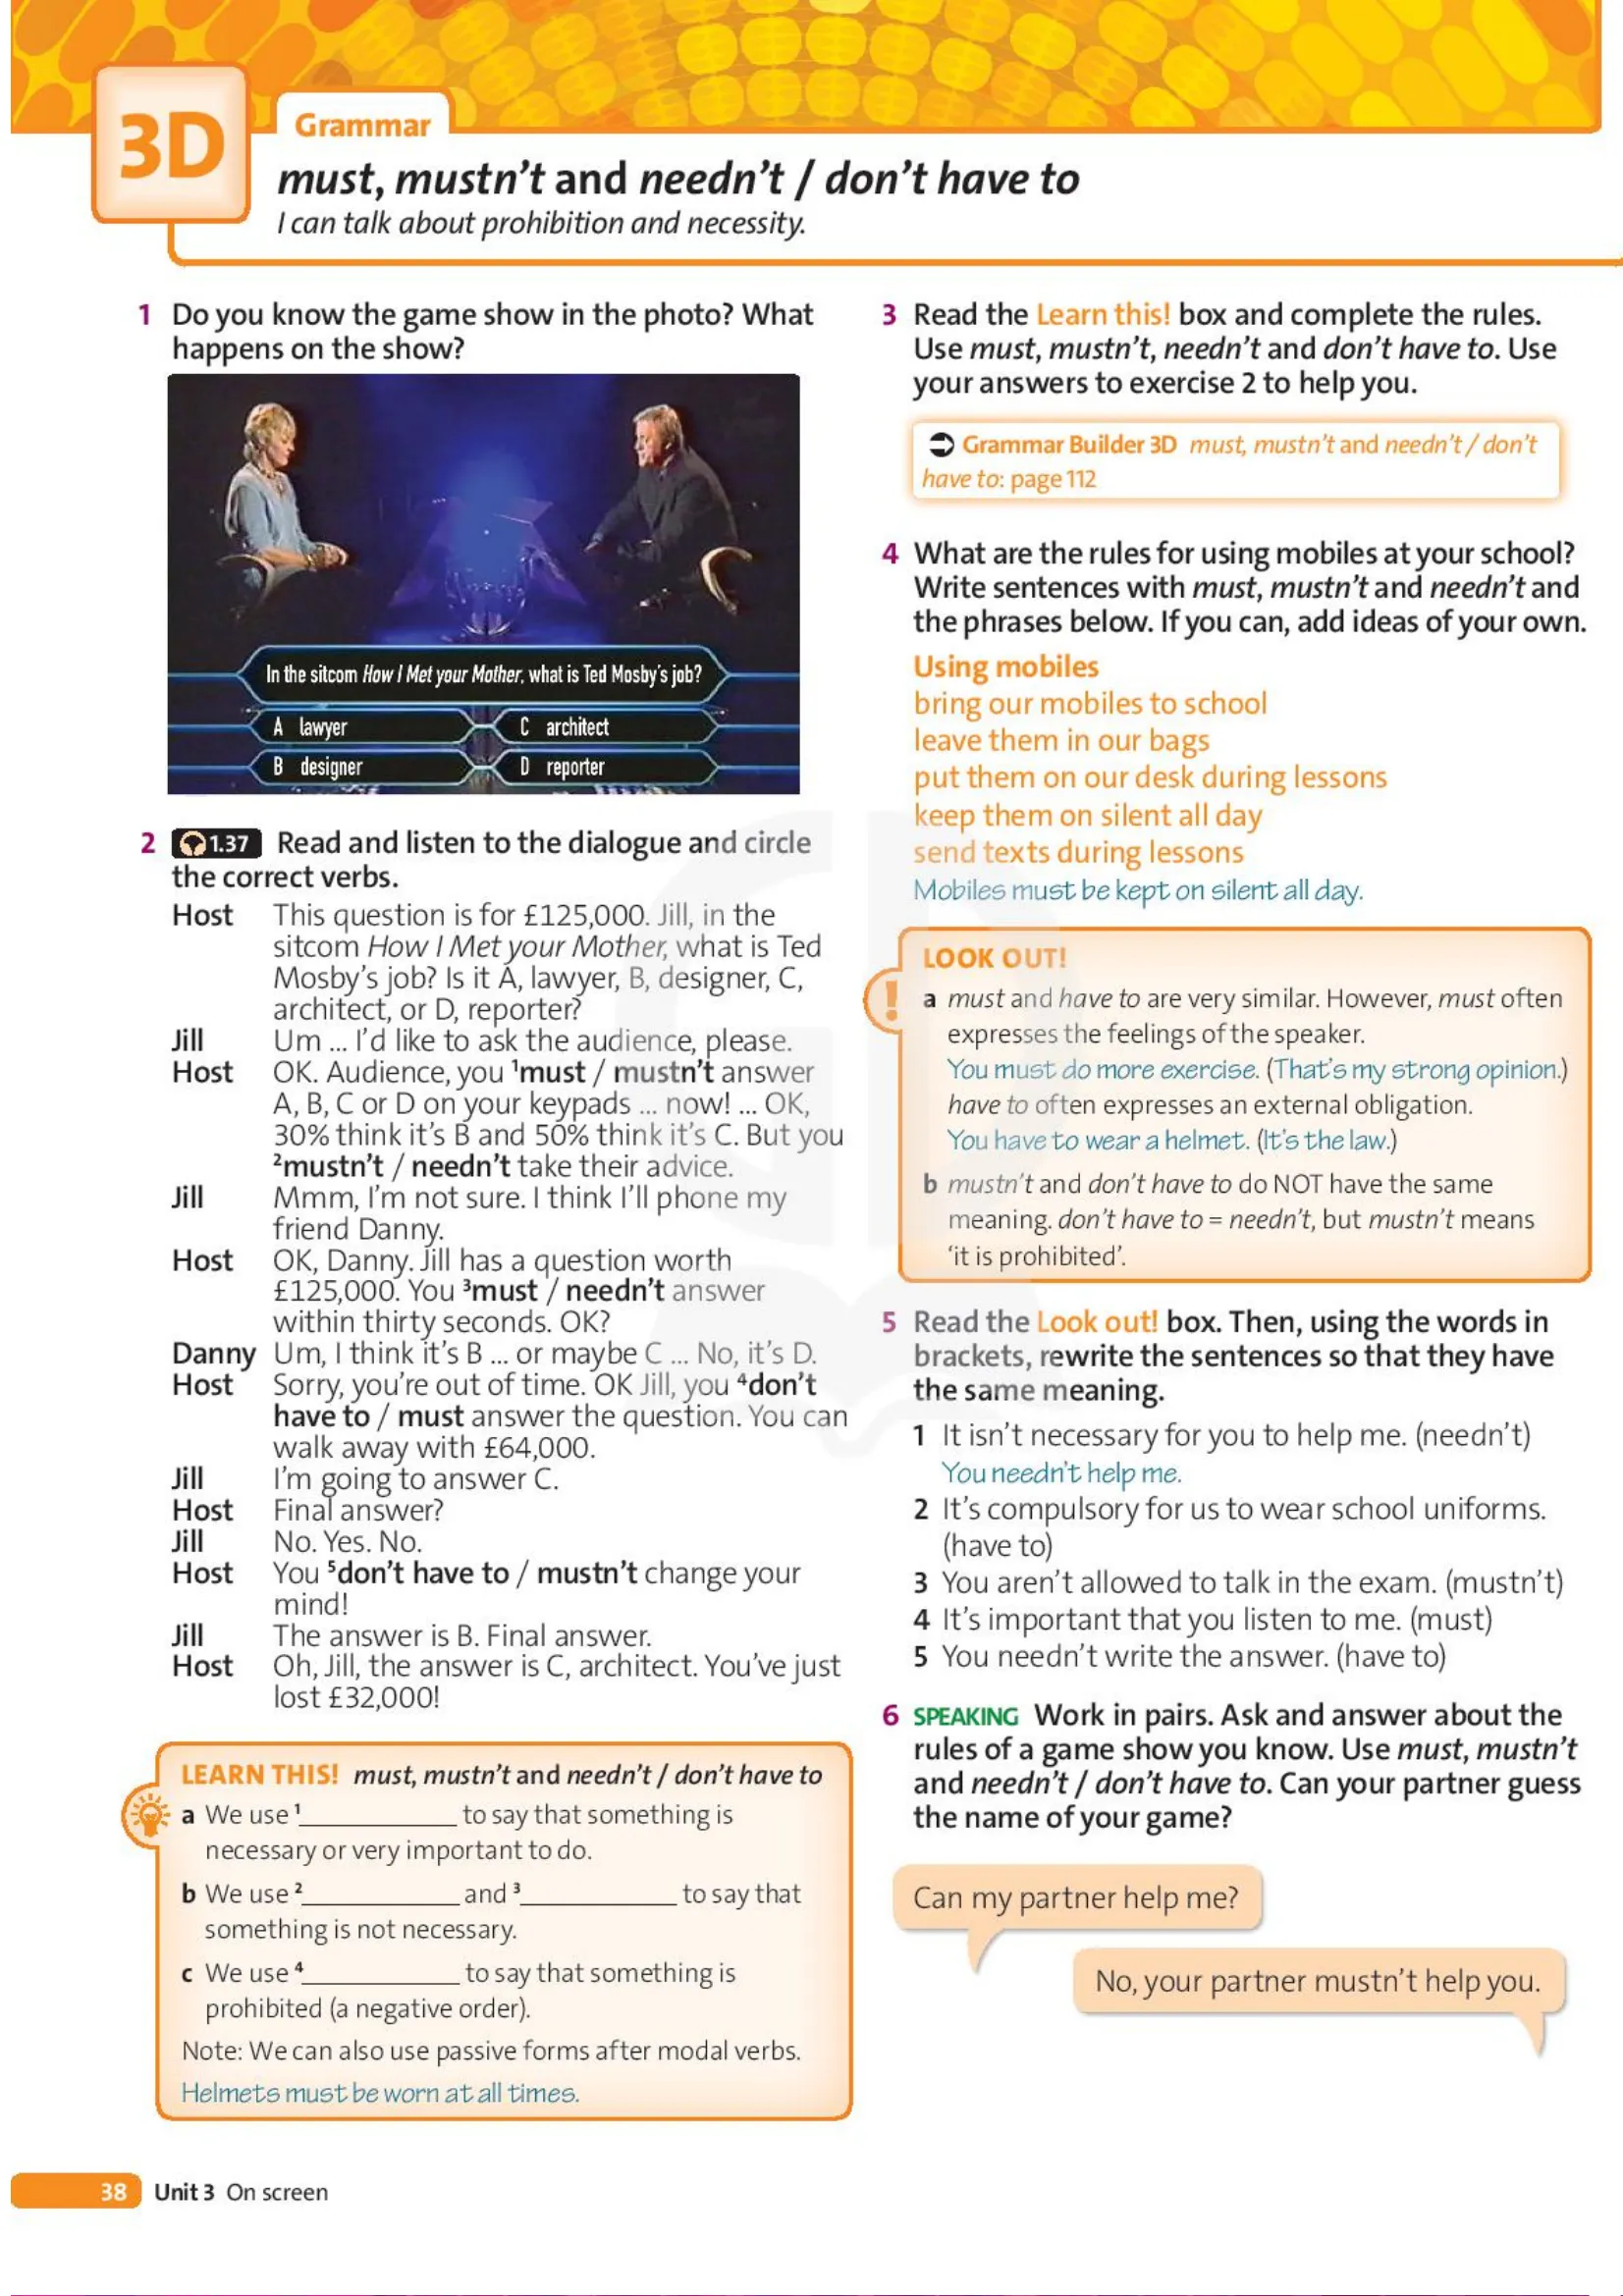 3D
Grammar
must, mustn't and needn't / don't have to
I can talk about prohibition and necessity.
1 Do you know the game show in the photo? What
happens on the show?
In the sitcom How I Met your Mother, what is Ted Mosby's job?
A lawyer
C architect
B designer
D reporter
2 1.37 Read and listen to the dialogue and circle
the correct verbs.
Host This question is for £125,000. Jill, in the
sitcom How I Met your Mother, what is Ted
Mosby's job? Is it A, lawyer, B, designer, C,
architect, or D, reporter?
Jill Um ... I'd like to ask the audience, please.
Host OK. Audience, you ¹must / mustn't answer
A, B, C or D on your keypads ... now! ... OK,
30% think it's B and 50% think it's C. But you
²mustn't / needn't take their advice.
Jill Mmm, I'm not sure. I think I'll phone my
friend Danny.
Host OK, Danny. Jill has a question worth
£125,000. You ³must / needn't answer
within thirty seconds. OK?
Danny Um, I think it's B ... or maybe C ... No, it's D.
Host Sorry, you're out of time. OK Jill, you ⁴don't
have to / must answer the question. You can
walk away with £64,000.
Jill I'm going to answer C.
Host Final answer?
Jill No. Yes. No.
Host You ⁵don't have to / mustn't change your
mind!
Jill The answer is B. Final answer.
Host Oh, Jill, the answer is C, architect. You've just
lost £32,000!
LEARN THIS! must, mustn't and needn't / don't have to
a We use ¹____________ to say that something is
necessary or very important to do.
b We use ²____________ and ³____________ to say that
something is not necessary.
c We use ⁴____________ to say that something is
prohibited (a negative order).
Note: We can also use passive forms after modal verbs.
Helmets must be worn at all times.
3 Read the Learn this! box and complete the rules.
Use must, mustn't, needn't and don't have to. Use
your answers to exercise 2 to help you.
Grammar Builder 3D must, mustn't and needn't / don't
have to: page 112
4 What are the rules for using mobiles at your school?
Write sentences with must, mustn't and needn't and
the phrases below. If you can, add ideas of your own.
Using mobiles
bring our mobiles to school
leave them in our bags
put them on our desk during lessons
keep them on silent all day
send texts during lessons
Mobiles must be kept on silent all day.
LOOK OUT!
! a must and have to are very similar. However, must often
expresses the feelings of the speaker.
You must do more exercise. (That's my strong opinion.)
have to often expresses an external obligation.
You have to wear a helmet. (It's the law.)
b mustn't and don't have to do NOT have the same
meaning. don't have to = needn't, but mustn't means
'it is prohibited'.
5 Read the Look out! box. Then, using the words in
brackets, rewrite the sentences so that they have
the same meaning.
1 It isn't necessary for you to help me. (needn't)
You needn't help me.
2 It's compulsory for us to wear school uniforms.
(have to)
3 You aren't allowed to talk in the exam. (mustn't)
4 It's important that you listen to me. (must)
5 You needn't write the answer. (have to)
6 SPEAKING Work in pairs. Ask and answer about the
rules of a game show you know. Use must, mustn't
and needn't / don't have to. Can your partner guess
the name of your game?
Can my partner help me?
No, your partner mustn't help you.
38 Unit 3 On screen